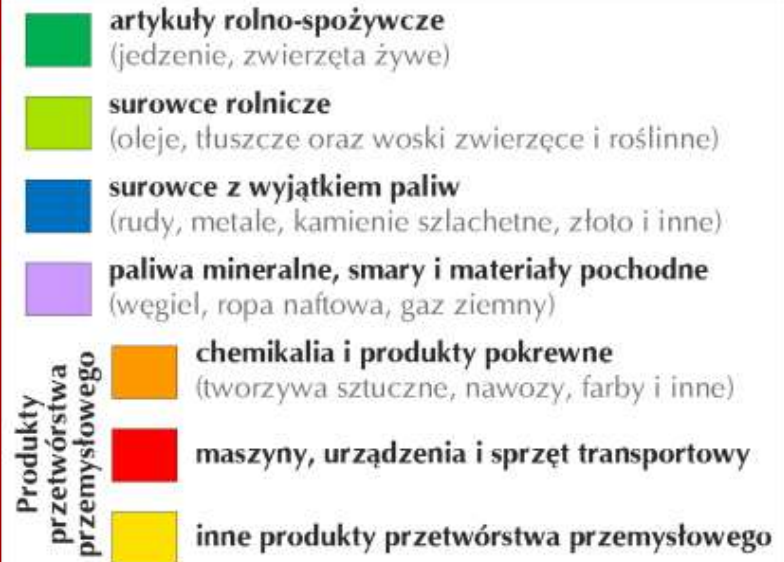 artykuły rolno-spożywcze
(jedzenie, zwierzęta żywe)
surowce rolnicze
(oleje, tłuszcze oraz woski zwierzęce i roślinne)
surowce z wyjątkiem paliw
(rudy, metale, kamienie szlachetne, złoto i inne)
paliwa mineralne, smary i materiały pochodne
(węgiel, ropa naftowa, gaz ziemny)
Produkty
przetwórstwa
przemysłowego
chemikalia i produkty pokrewne
(tworzywa sztuczne, nawozy, farby i inne)
maszyny, urządzenia i sprzęt transportowy
inne produkty przetwórstwa przemysłowego